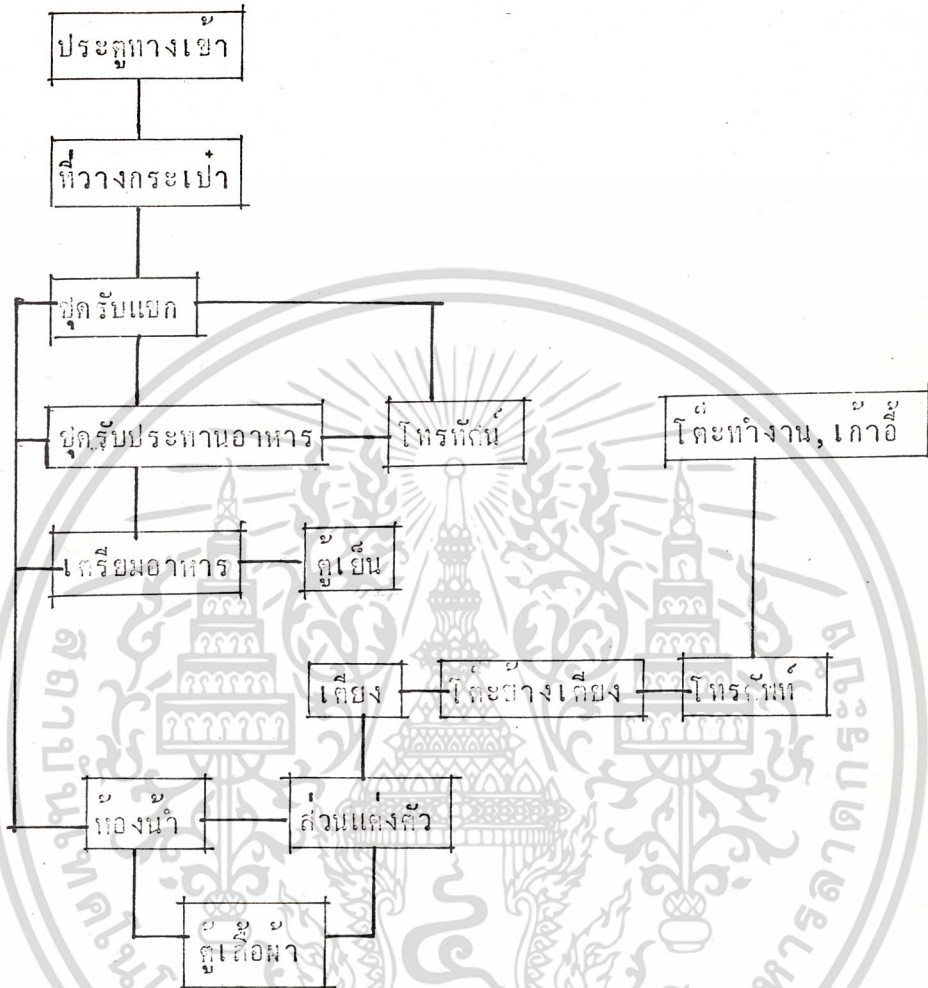 ประตูทางเข้า
ที่วางกระเป๋า
ชุดรับแขก
ชุดรับประทานอาหาร
โทรทัศน์
โต๊ะทำงาน, เก้าอี้
เตรียมอาหาร
ตู้เย็น
เตียง
โต๊ะข้างเตียง
โทรศัพท์
ห้องน้ำ
ส่วนแต่งตัว
ตู้เสื้อผ้า